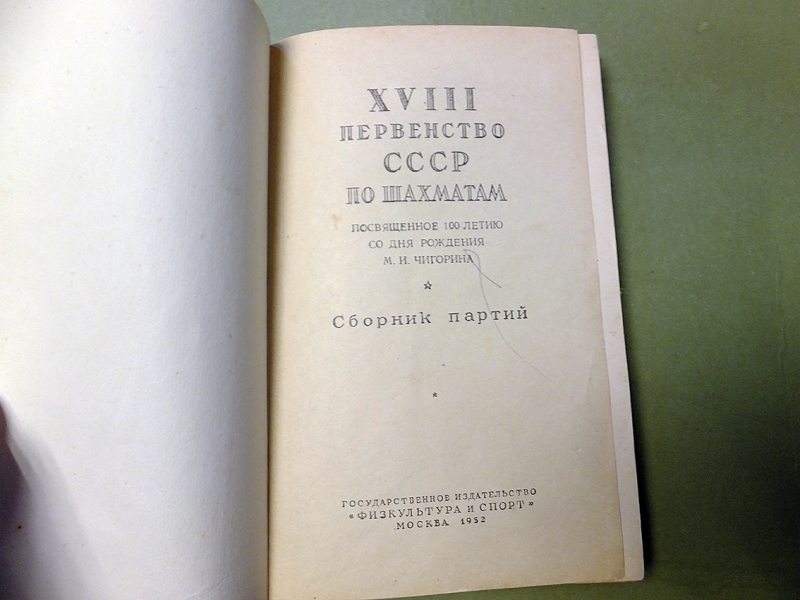 XVIII
ПЕРВЕНСТВО
СССР
ПО ШАХМАТАМ
ПОСВЯЩЕННОЕ 100-ЛЕТИЮ
СО ДНЯ РОЖДЕНИЯ
М. И. ЧИГОРИНА
Сборник партий
ГОСУДАРСТВЕННОЕ ИЗДАТЕЛЬСТВО
«ФИЗКУЛЬТУРА И СПОРТ»
МОСКВА 1952